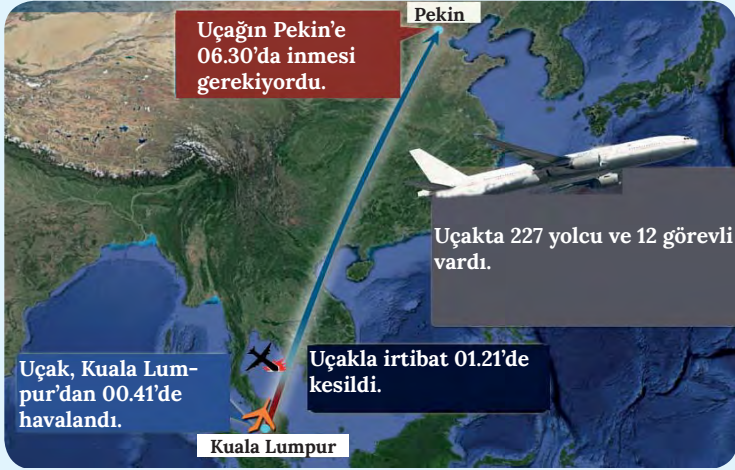 Pekin
Uçağın Pekin’e
06.30’da inmesi
gerekiyordu.
Uçakta 227 yolcu ve 12 görevli
vardı.
Uçakla irtibat 01.21’de
kesildi.
Uçak, Kuala Lum-
pur’dan 00.41’de
havalandı.
Kuala Lumpur